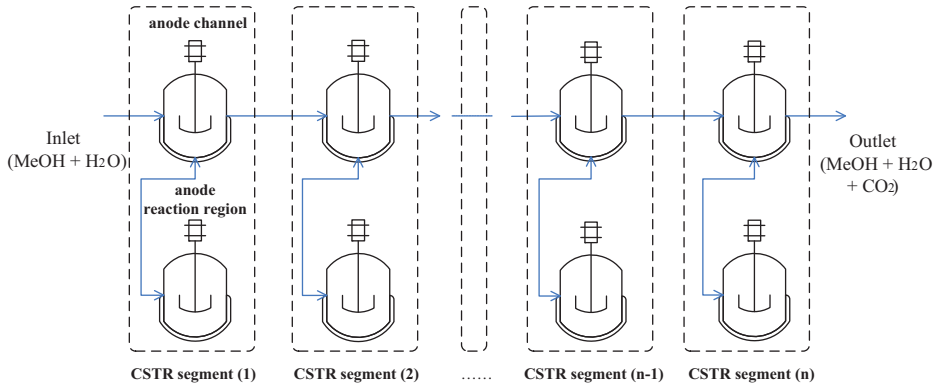 anode channel
Inlet
(MeOH + H2O)
anode
reaction region
Outlet
(MeOH + H2O
+ CO2)
CSTR segment (1)
CSTR segment (2)
……
CSTR segment (n-1)
CSTR segment (n)